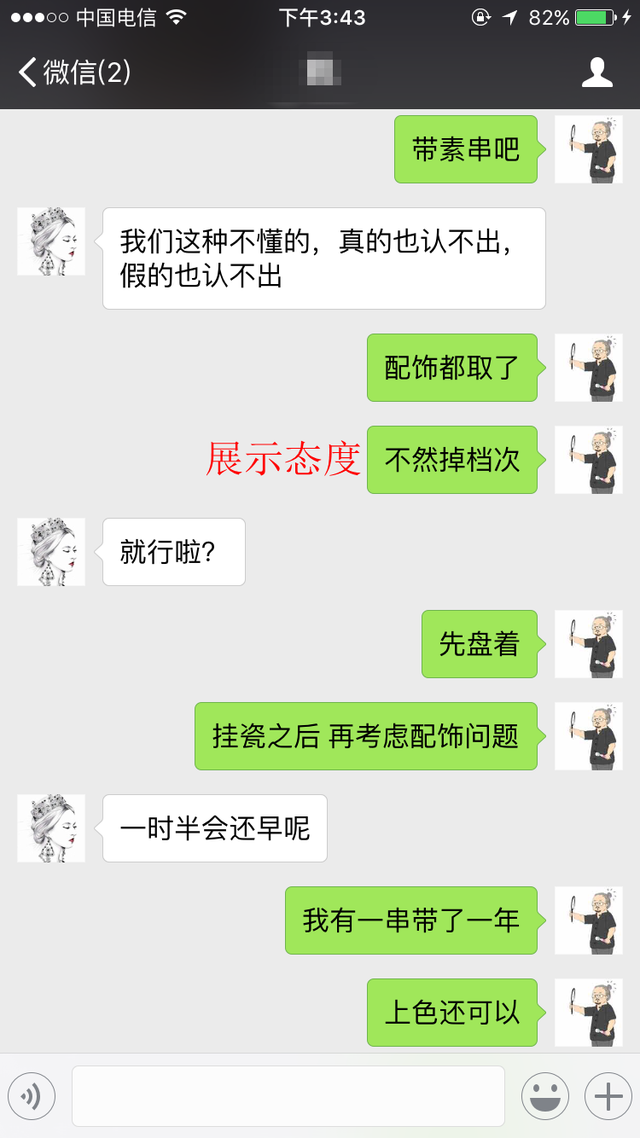 中国电信
下午3:43
82%
微信(2)
带素串吧
我们这种不懂的，真的也认不出，
假的也认不出
配饰都取了
展示态度
不然掉档次
就行啦？
先盘着
挂瓷之后 再考虑配饰问题
一时半会还早呢
我有一串带了一年
上色还可以